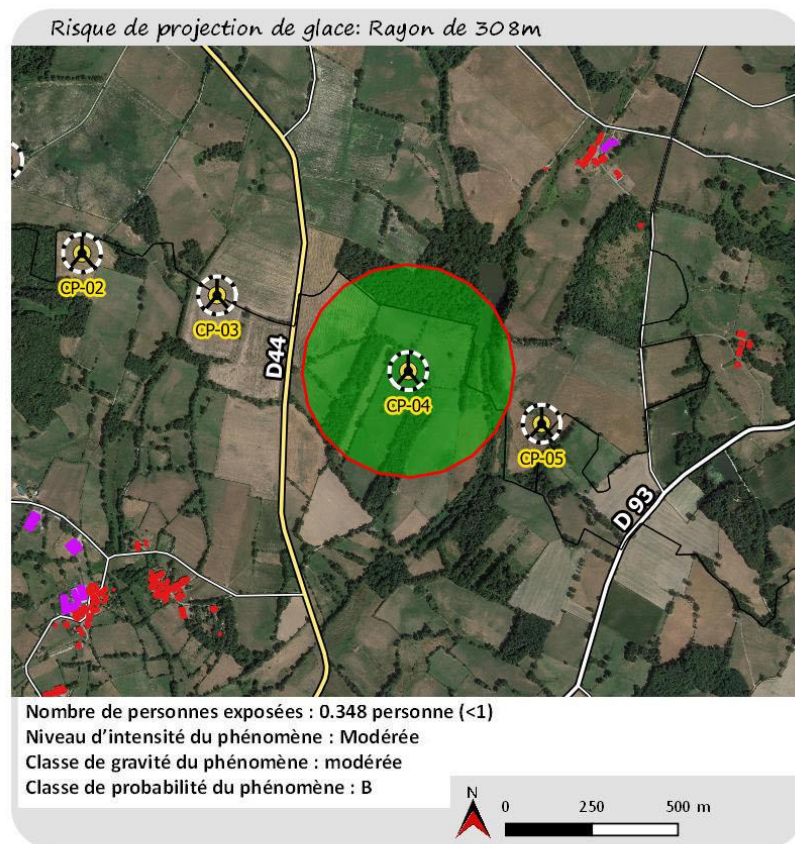 Risque de projection de glace: Rayon de 308m
CP-02
CP-03
D44
CP-04
CP-05
D 93
Nombre de personnes exposées : 0.348 personne (<1)
Niveau d'intensité du phénomène : Modérée
Classe de gravité du phénomène : modérée
Classe de probabilité du phénomène : B
N
0 250 500 m